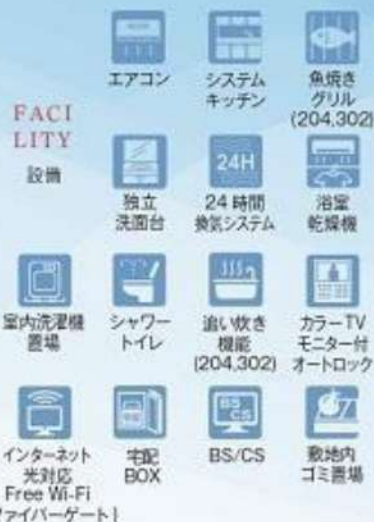 エアコン
システム
キッチン
魚焼き
グリル
(204,302)
FACI
LITY
設備
独立
洗面台
24H
24時間
換気システム
浴室
乾燥機
室内洗濯機
置場
シャワー
トイレ
追い炊き
機能
(204,302)
カラーTV
モニター付
オートロック
インターネット
光対応
Free Wi-Fi
ファイバーゲート)
宅配
BOX
BS
CS
BS/CS
敷地内
ゴミ置場